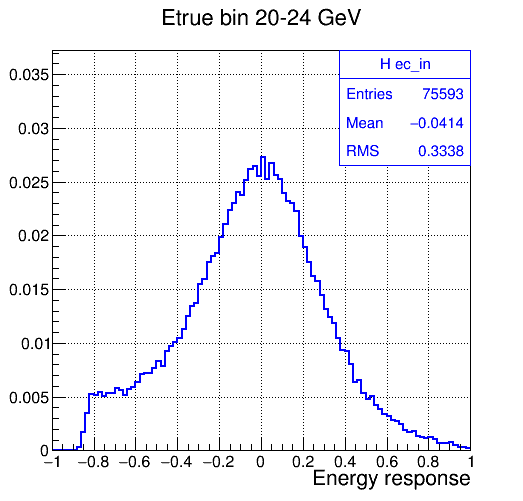 Etrue bin 20-24 GeV
H ec_in
Entries 75593
Mean −0.0414
RMS 0.3338
0.035
0.03
0.025
0.02
0.015
0.01
0.005
0
−1 −0.8 −0.6 −0.4 −0.2 0 0.2 0.4 0.6 0.8 1
Energy response